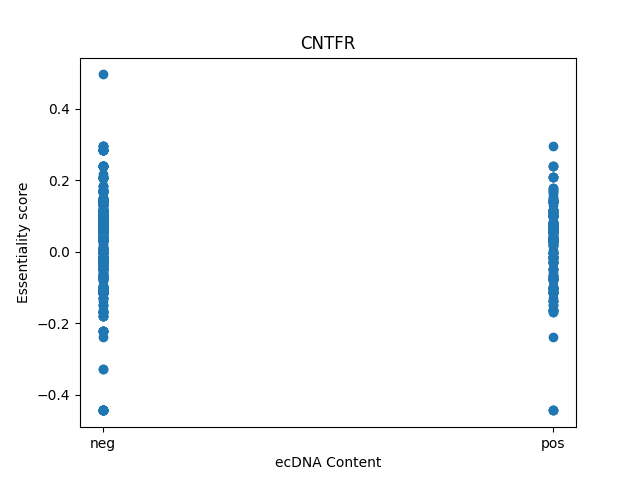 CNTFR
Essentiality score
0.4
0.2
0.0
−0.2
−0.4
neg
pos
ecDNA Content